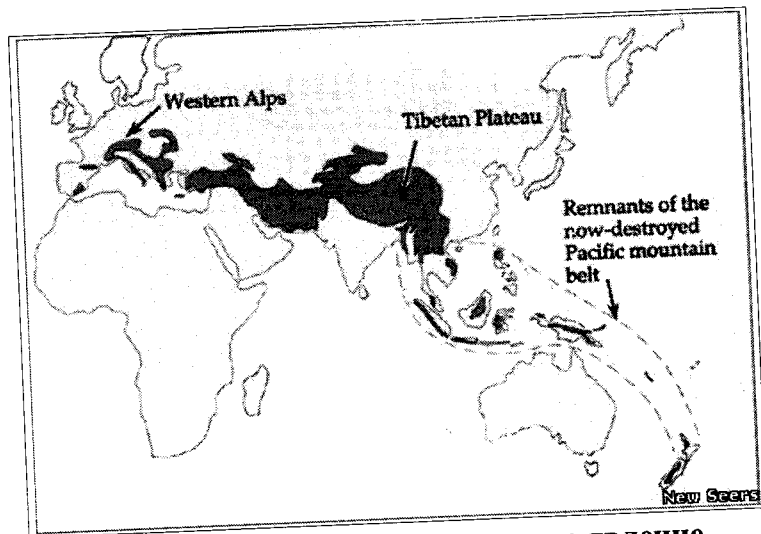 Western Alps
Tibetan Plateau
Remnants of the
now-destroyed
Pacific mountain
belt
New Seers